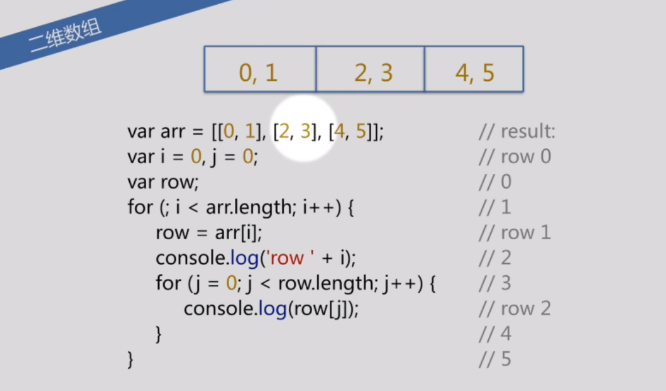 二维数组
0, 1 2, 3 4, 5
var arr = [[0, 1], [2, 3], [4, 5]]; // result:
var i = 0, j = 0; // row 0
var row; // 0
for (; i < arr.length; i++) { // 1
row = arr[i]; // row 1
console.log('row ' + i); // 2
for (j = 0; j < row.length; j++) { // 3
console.log(row[j]); // row 2
} // 4
} // 5